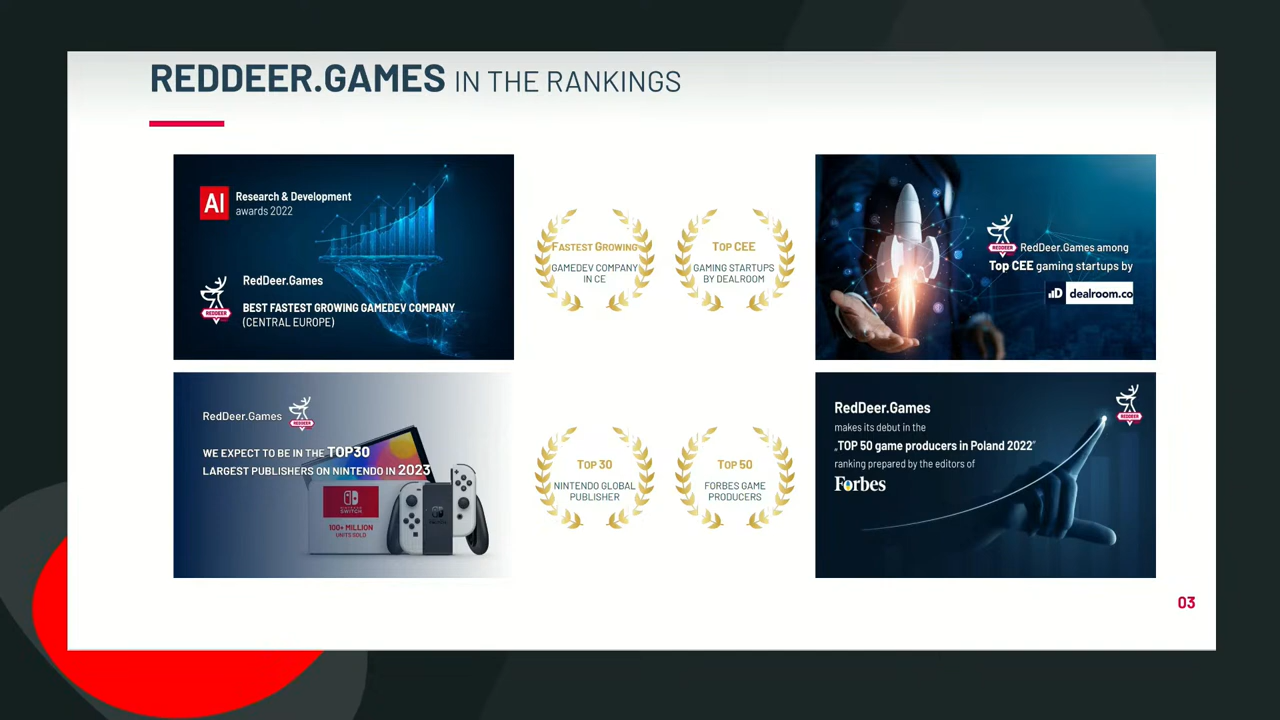 REDDEER.GAMES IN THE RANKINGS
AI Research & Development
awards 2022
RedDeer.Games
REDDEER
BEST FASTEST GROWING GAMEDEV COMPANY
(CENTRAL EUROPE)
FASTEST GROWING
GAMEDEV COMPANY
IN CE
TOP CEE
GAMING STARTUPS
BY DEALROOM
REDDEER
RedDeer.Games among
Top CEE gaming startups by
dealroom.co
RedDeer.Games
REDDEER
WE EXPECT TO BE IN THE TOP30
LARGEST PUBLISHERS ON NINTENDO IN 2023
NINTENDO
SWITCH
100+ MILLION
UNITS SOLD
TOP 30
NINTENDO GLOBAL
PUBLISHER
TOP 50
FORBES GAME
PRODUCERS
RedDeer.Games
REDDEER
makes its debut in the
„TOP 50 game producers in Poland 2022"
ranking prepared by the editors of
Forbes
03